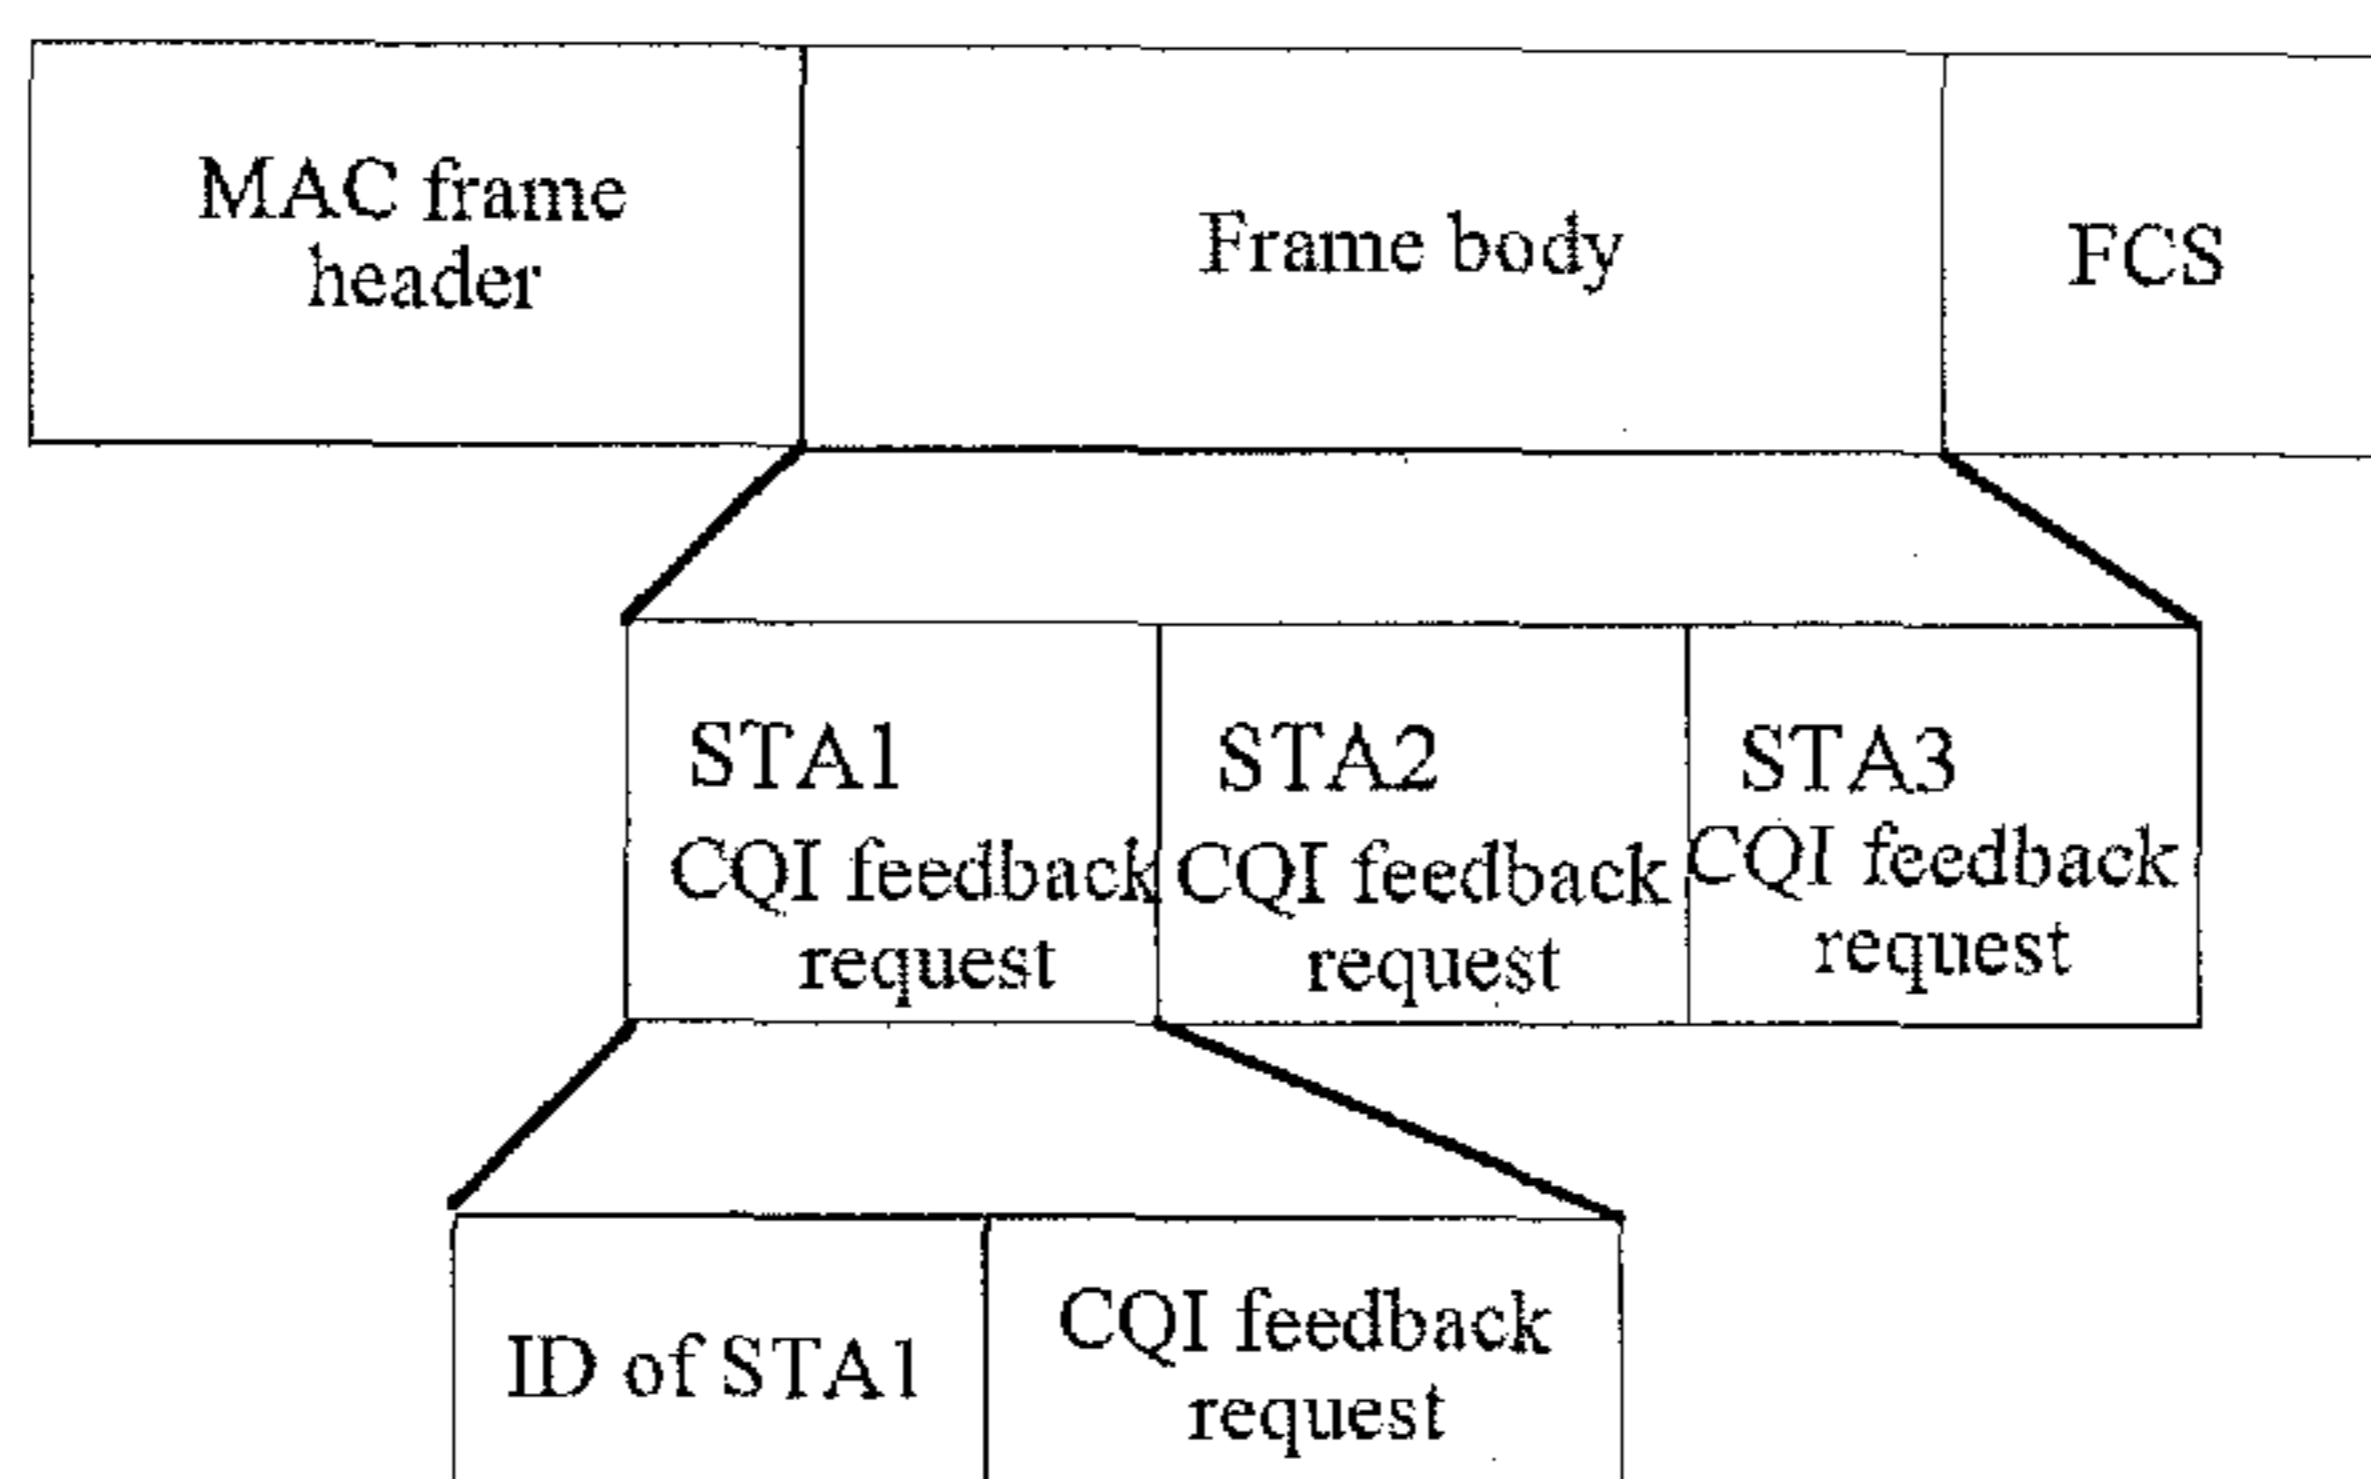 MAC frame
header
Frame body
FCS
STA1
CQI feedback
request
STA2
CQI feedback
request
STA3
CQI feedback
request
ID of STA1
CQI feedback
request